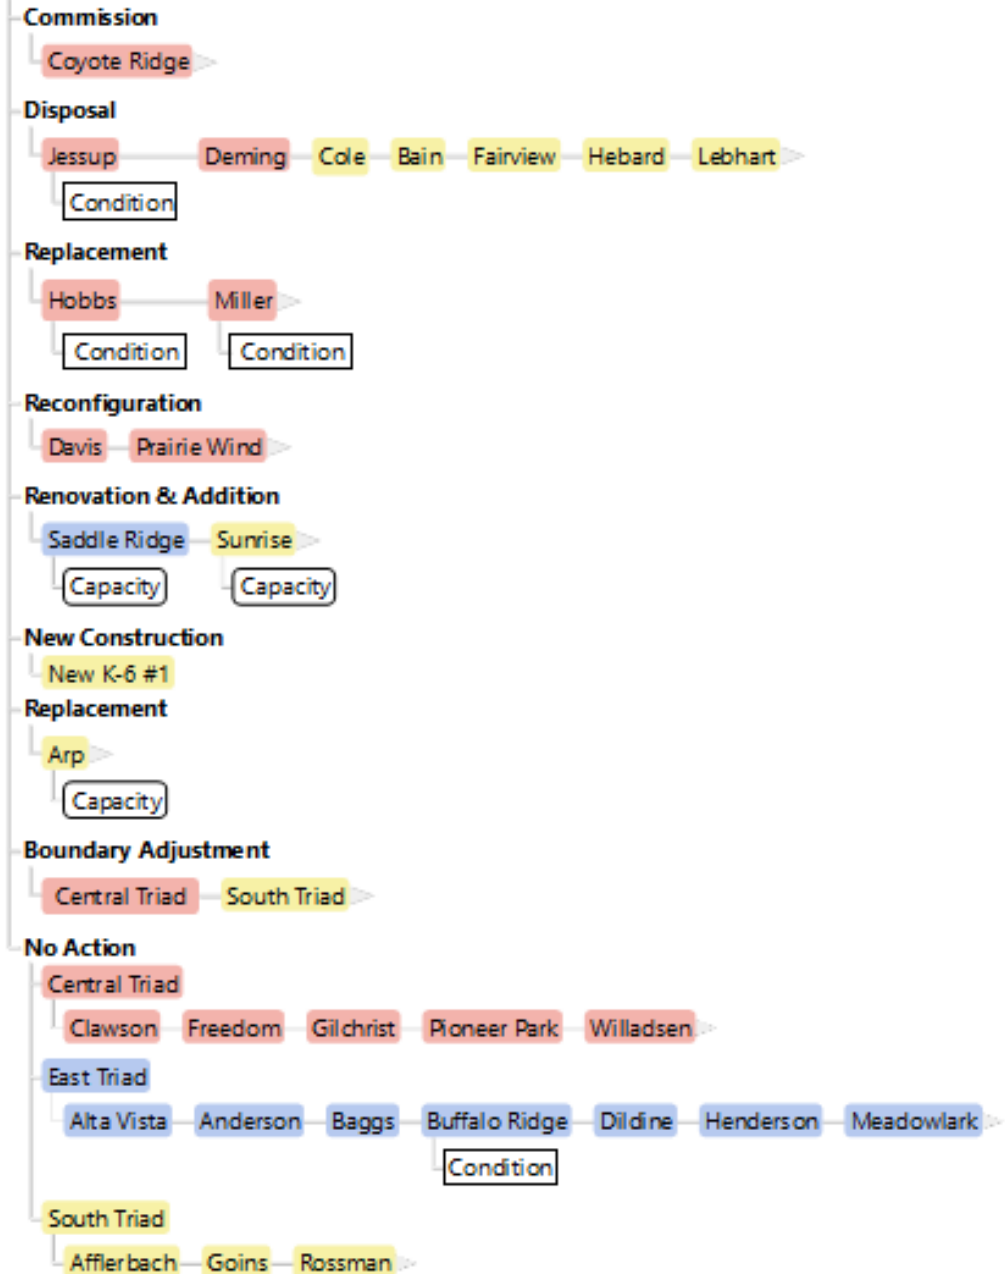 Commission
Coyote Ridge
Disposal
Jessup Deming Cole Bain Fairview Hebard Lebhart
Condition
Replacement
Hobbs Miller
Condition Condition
Reconfiguration
Davis Prairie Wind
Renovation & Addition
Saddle Ridge Sunrise
Capacity Capacity
New Construction
New K-6 #1
Replacement
Arp
Capacity
Boundary Adjustment
Central Triad South Triad
No Action
Central Triad
Clawson Freedom Gilchrist Pioneer Park Willadsen
East Triad
Alta Vista Anderson Baggs Buffalo Ridge Dildine Henderson Meadowlark
Condition
South Triad
Afflerbach Goins Rossman